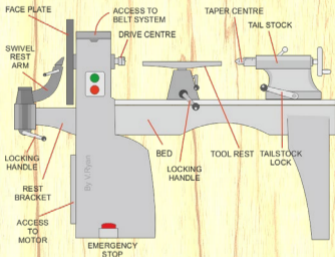 FACE PLATE
ACCESS TO
BELT SYSTEM
TAPER CENTRE
TAIL STOCK
DRIVE CENTRE
SWIVEL
REST
ARM
LOCKING
HANDLE
REST
BRACKET
ACCESS
TO
MOTOR
By V.Ryan
EMERGENCY
STOP
BED
LOCKING
HANDLE
TOOL REST
TAILSTOCK
LOCK